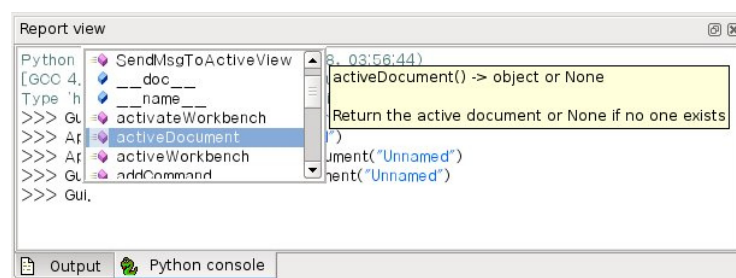 Report view
Python
8, 03:56:44)
[GCC 4,
Type 'h
>>> Gu
>>> Ap
")
>>> Ar
ument("Unnamed")
>>> Gu
nent("Unnamed")
>>> Gui.
SendMsgToActiveView
__doc__
__name__
activateWorkbench
activeDocument
activeWorkbench
addCommand
activeDocument() -> object or None
Return the active document or None if no one exists
Output
Python console